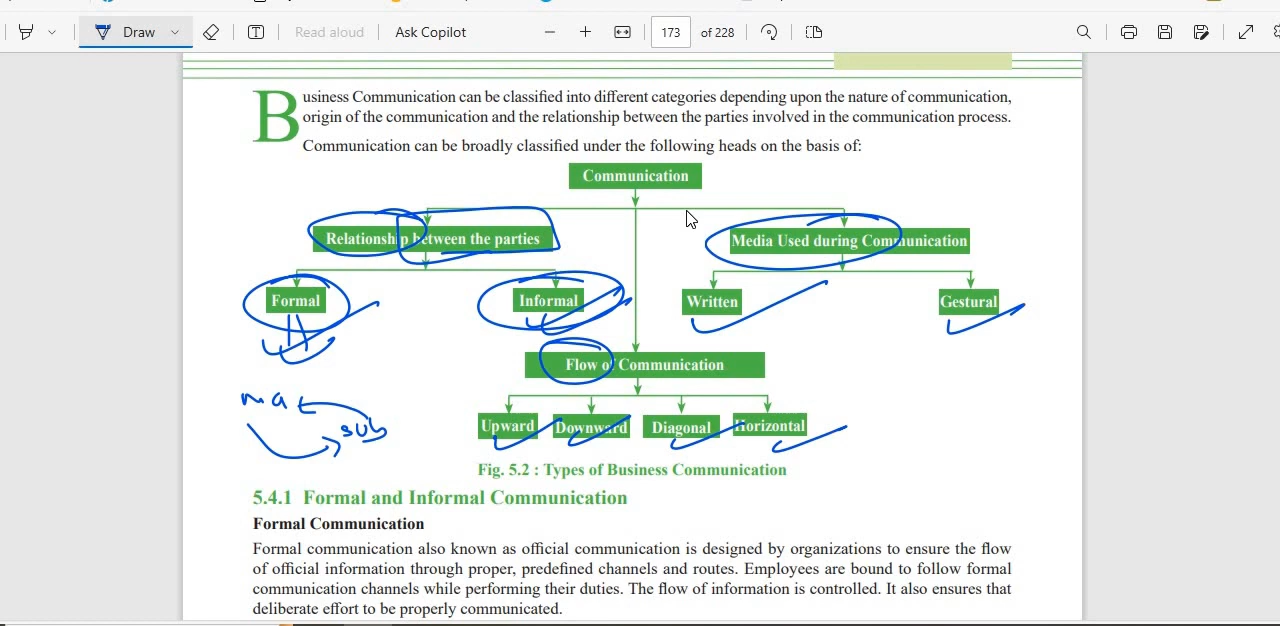 Draw
Read aloud
Ask Copilot
173
of 228
Business Communication can be classified into different categories depending upon the nature of communication,
origin of the communication and the relationship between the parties involved in the communication process.
Communication can be broadly classified under the following heads on the basis of:
Communication
Relationship between the parties
Media Used during Communication
Formal
Informal
Written
Gestural
Flow of Communication
ma
sub
Upward
Downward
Diagonal
Horizontal
Fig. 5.2 : Types of Business Communication
5.4.1 Formal and Informal Communication
Formal Communication
Formal communication also known as official communication is designed by organizations to ensure the flow
of official information through proper, predefined channels and routes. Employees are bound to follow formal
communication channels while performing their duties. The flow of information is controlled. It also ensures that
deliberate effort to be properly communicated.